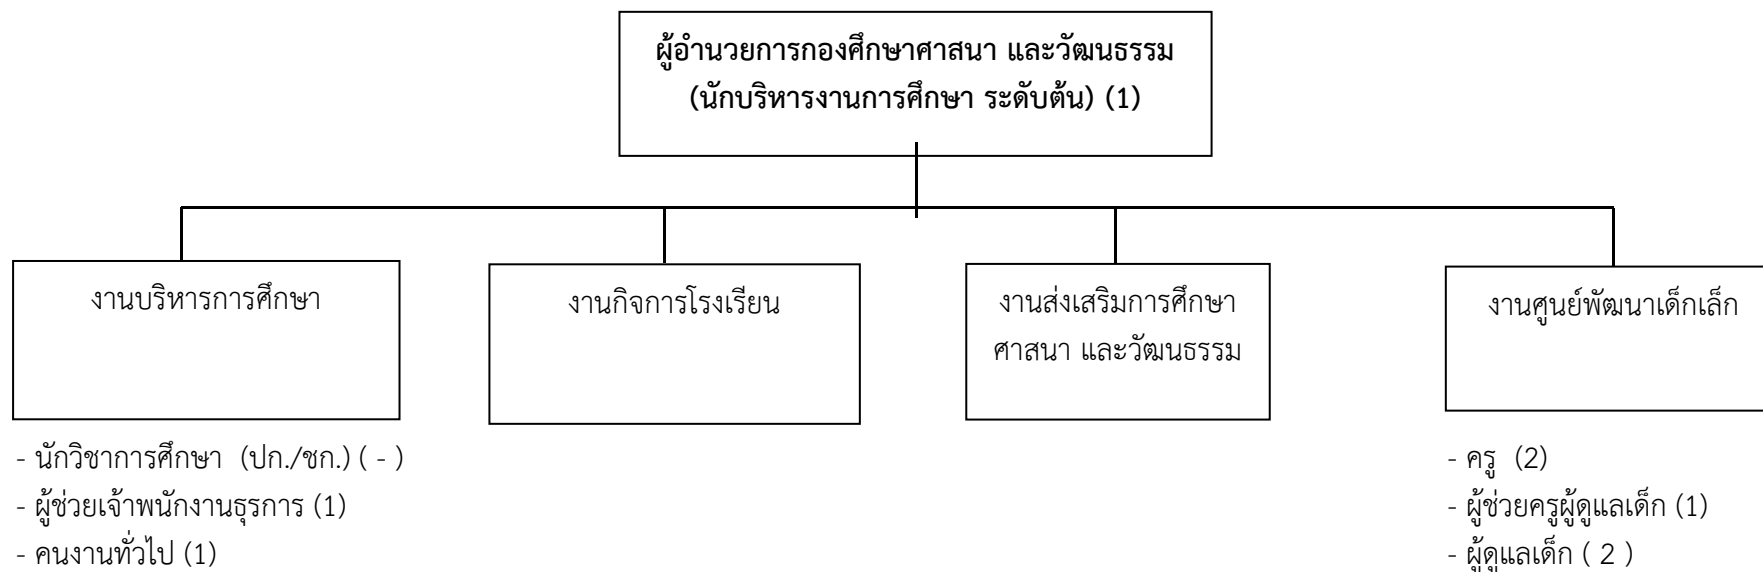 ผู้อำนวยการกองศึกษาศาสนา และวัฒนธรรม
(นักบริหารงานการศึกษา ระดับต้น) (1)
งานบริหารการศึกษา
งานกิจการโรงเรียน
งานส่งเสริมการศึกษา
ศาสนา และวัฒนธรรม
งานศูนย์พัฒนาเด็กเล็ก
- นักวิชาการศึกษา (ปก./ชก.) ( - )
- ผู้ช่วยเจ้าพนักงานธุรการ (1)
- คนงานทั่วไป (1)
- ครู (2)
- ผู้ช่วยครูผู้ดูแลเด็ก (1)
- ผู้ดูแลเด็ก ( 2 )